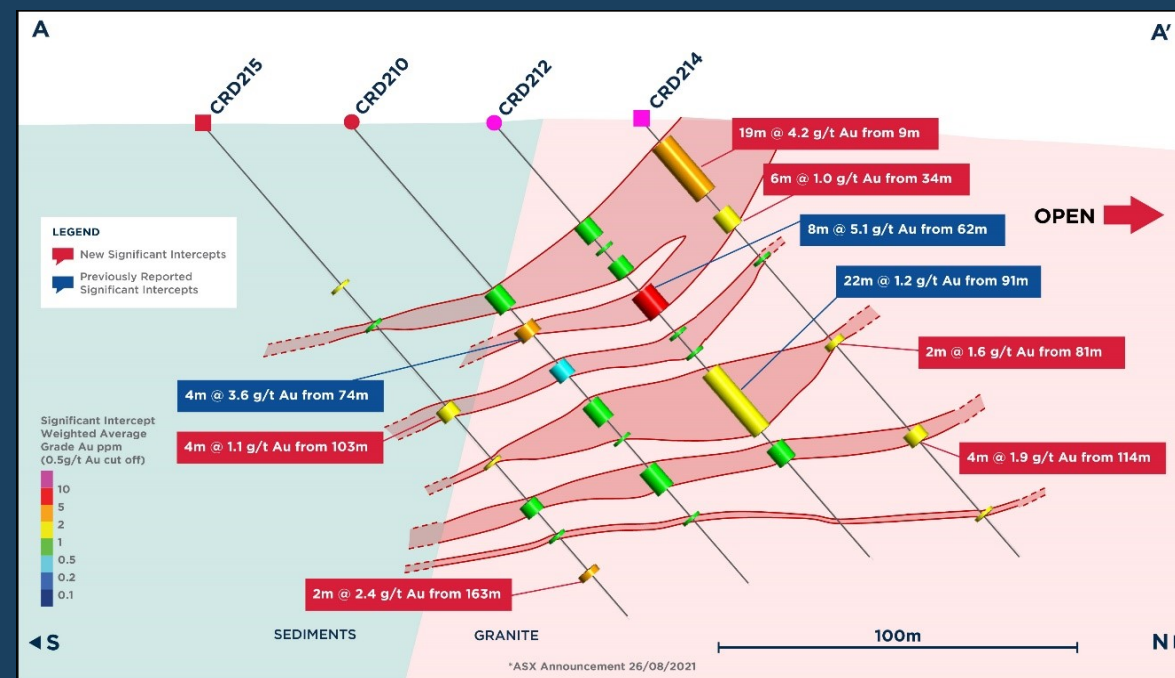 A
A'
CRD215
CRD210
CRD212
CRD214
19m @ 4.2 g/t Au from 9m
6m @ 1.0 g/t Au from 34m
8m @ 5.1 g/t Au from 62m
OPEN
22m @ 1.2 g/t Au from 91m
LEGEND
New Significant Intercepts
Previously Reported
Significant Intercepts
2m @ 1.6 g/t Au from 81m
4m @ 3.6 g/t Au from 74m
4m @ 1.1 g/t Au from 103m
4m @ 1.9 g/t Au from 114m
Significant Intercept
Weighted Average
Grade Au ppm
(0.5g/t Au cut off)
10
5
2
1
0.5
0.2
0.1
2m @ 2.4 g/t Au from 163m
S
SEDIMENTS
GRANITE
100m
N
*ASX Announcement 26/08/2021